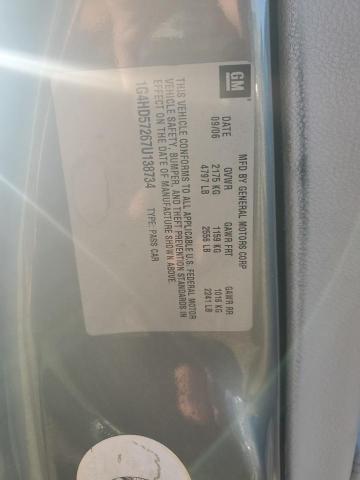 GM
MFD BY GENERAL MOTORS CORP
DATE GVWR GAWR FRT GAWR RR
09/06 2175 KG 1159 KG 1016 KG
4797 LB 2556 LB 2241 LB
THIS VEHICLE CONFORMS TO ALL APPLICABLE U.S. FEDERAL MOTOR
VEHICLE SAFETY, BUMPER, AND THEFT PREVENTION STANDARDS IN
EFFECT ON THE DATE OF MANUFACTURE SHOWN ABOVE.
1G4HD57267U138734 TYPE: PASS CAR